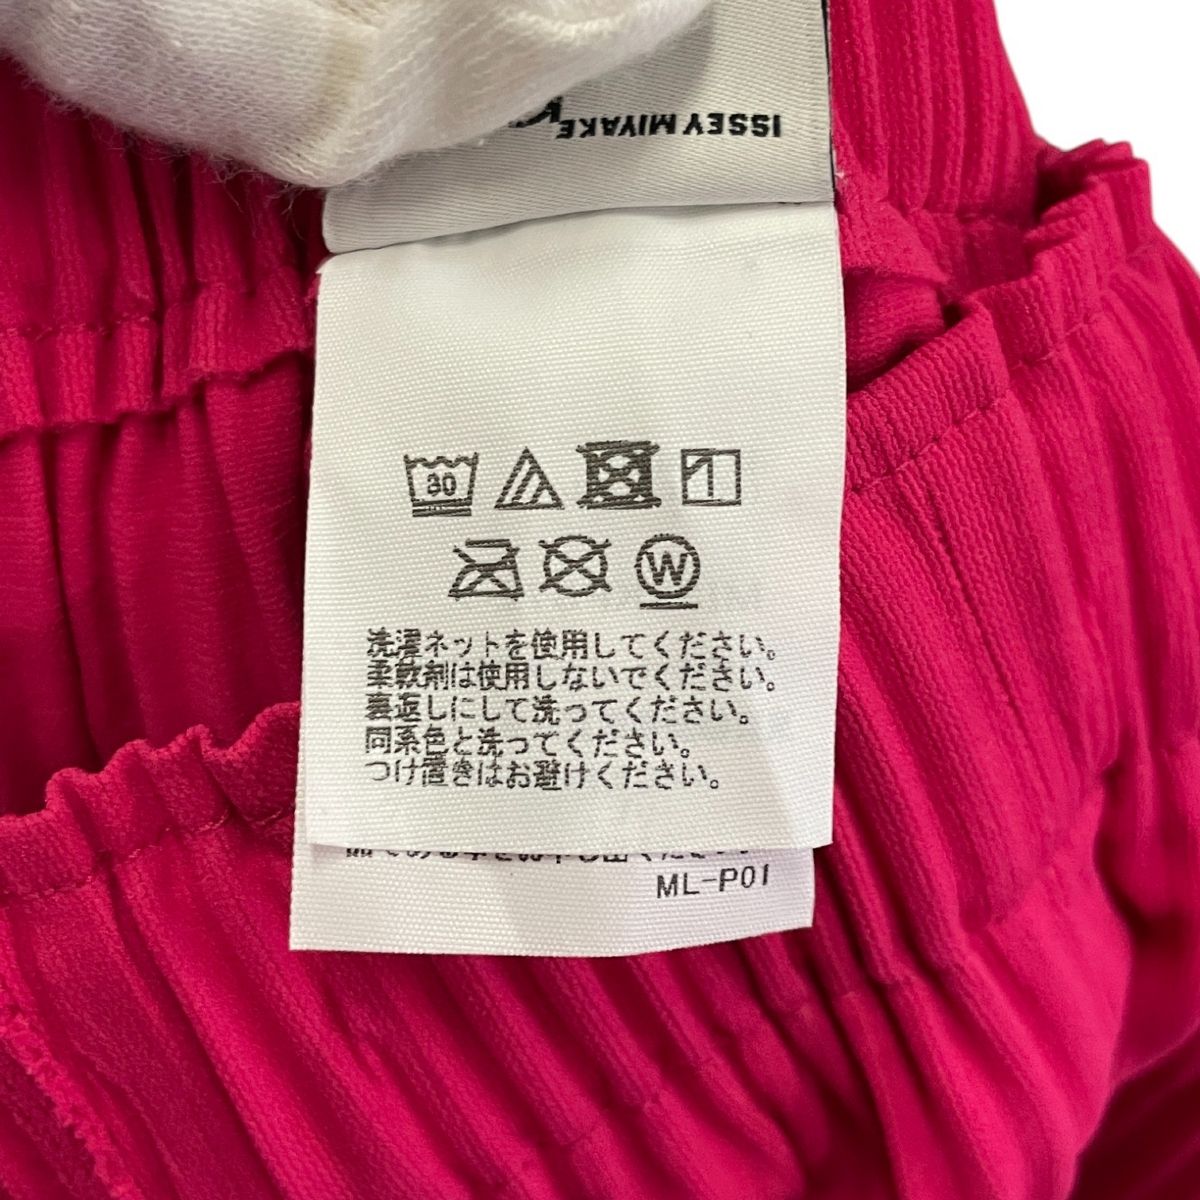 ISSEY MIYAKE
30
W
洗濯ネットを使用してください。
柔軟剤は使用しないでください。
裏返しにして洗ってください。
同系色と洗ってください。
つけ置きはお避けください。
ML-P01